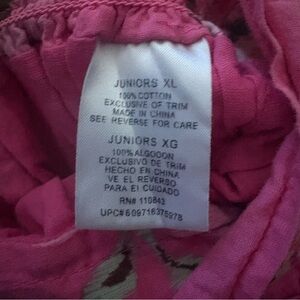 JUNIORS XL
100% COTTON
EXCLUSIVE OF TRIM
MADE IN CHINA
SEE REVERSE FOR CARE
JUNIORS XG
100% ALGODON
EXCLUSIVO DE TRIM
HECHO EN CHINA
VE EL REVERSO
PARA EL CUIDADO
RN# 110843
UPC# 609716375978